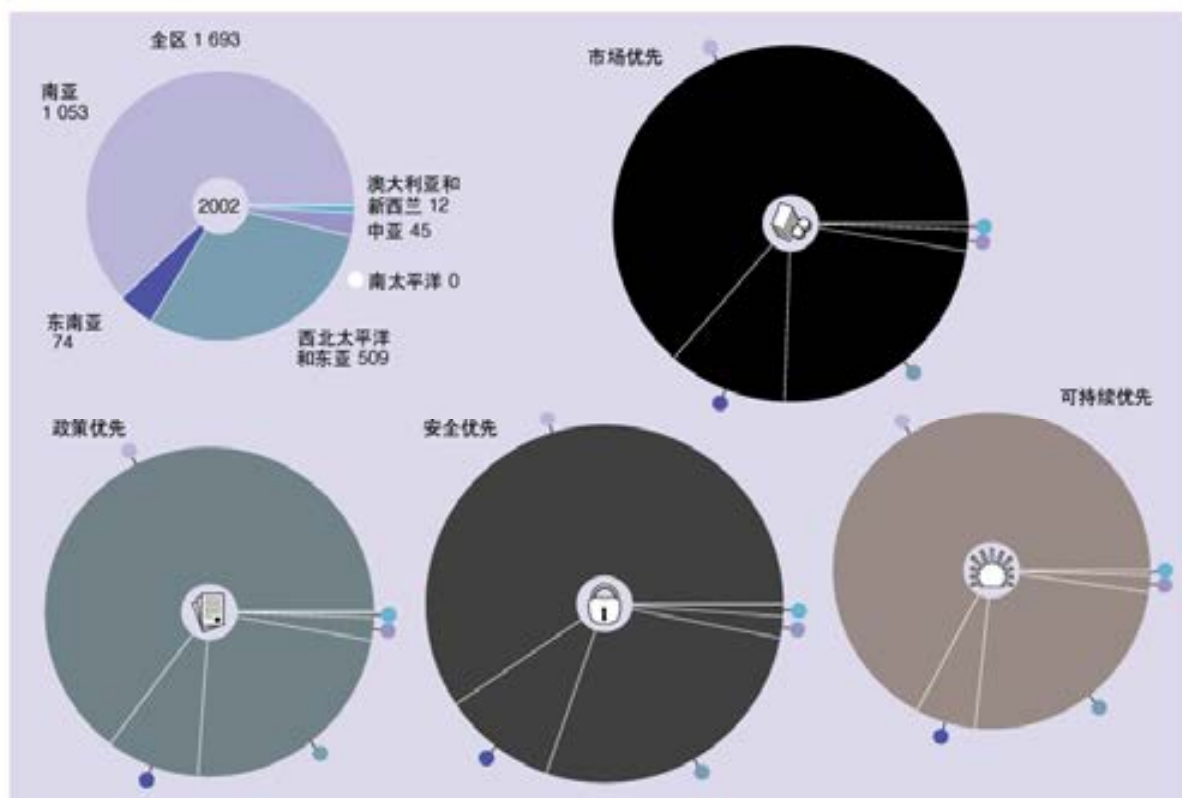 全区 1 693
南亚
1 053
2002
澳大利亚和
新西兰 12
中亚 45
南太平洋 0
东南亚
74
西北太平洋
和东亚 509
市场优先
政策优先
安全优先
可持续优先